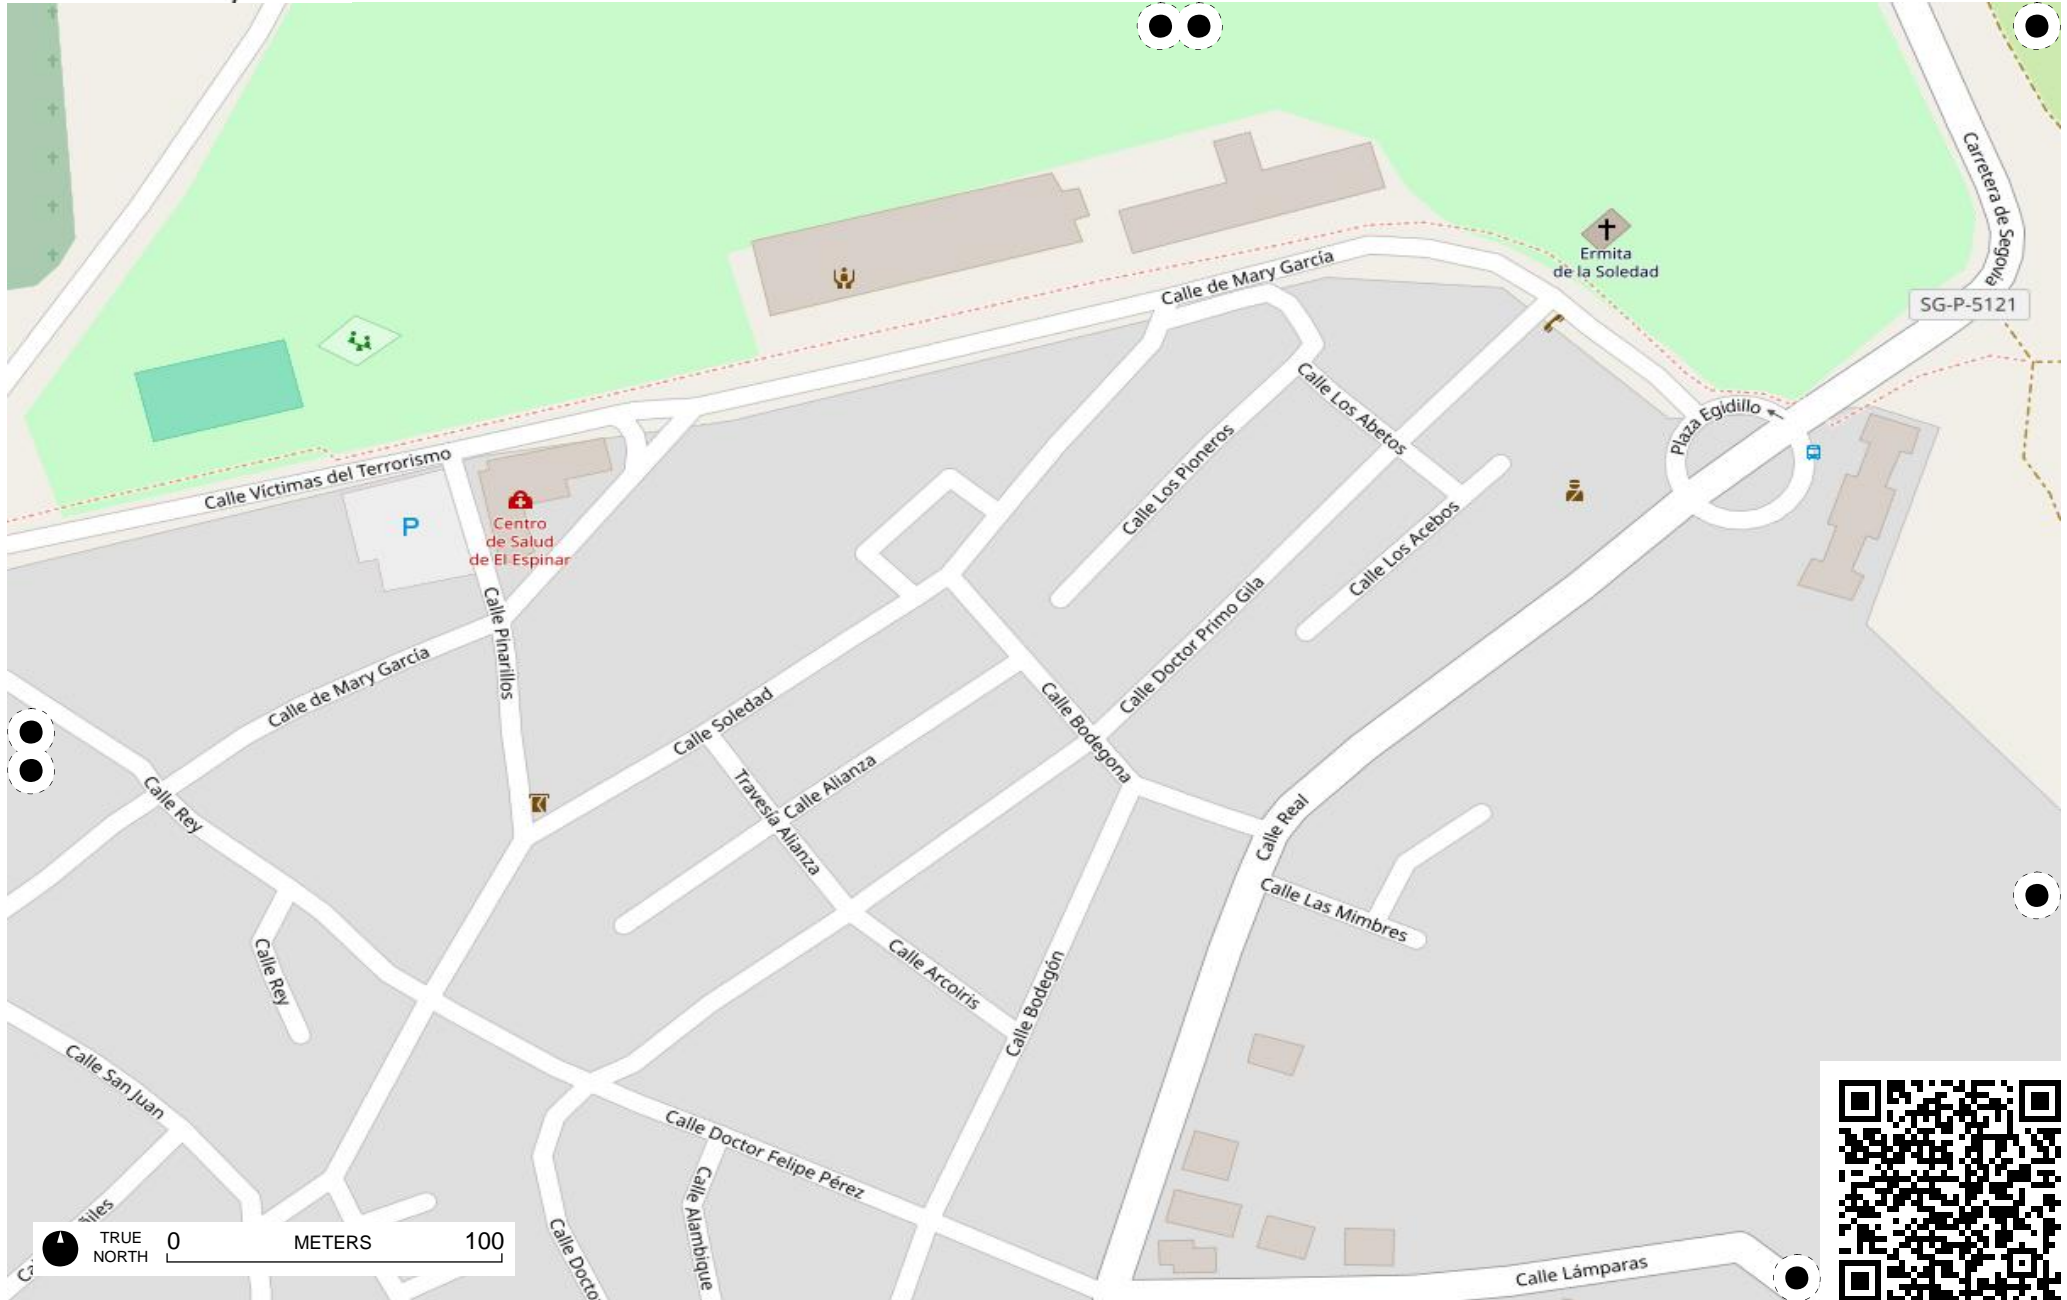 Carretera de Segovia
Calle de Mary García
Ermita
de la Soledad
SG-P-5121
Calle Los Abetos
Plaza Egidillo
Calle Víctimas del Terrorismo
Calle Los Pioneros
P
Centro
de Salud
de El Espinar
Calle Los Acebos
Calle Pinarillos
Calle Doctor Primo Gila
Calle de Mary García
Calle Soledad
Calle Bodegona
Calle Rey
Travesía Alianza
Calle Alianza
Calle Real
Calle Las Mimbres
Calle Rey
Calle Arcoiris
Calle Bodegón
Calle San Juan
Calle Doctor Felipe Pérez
Calle Alambique
Calle Docto
TRUE
NORTH
0
METERS
100
Calle Lámparas